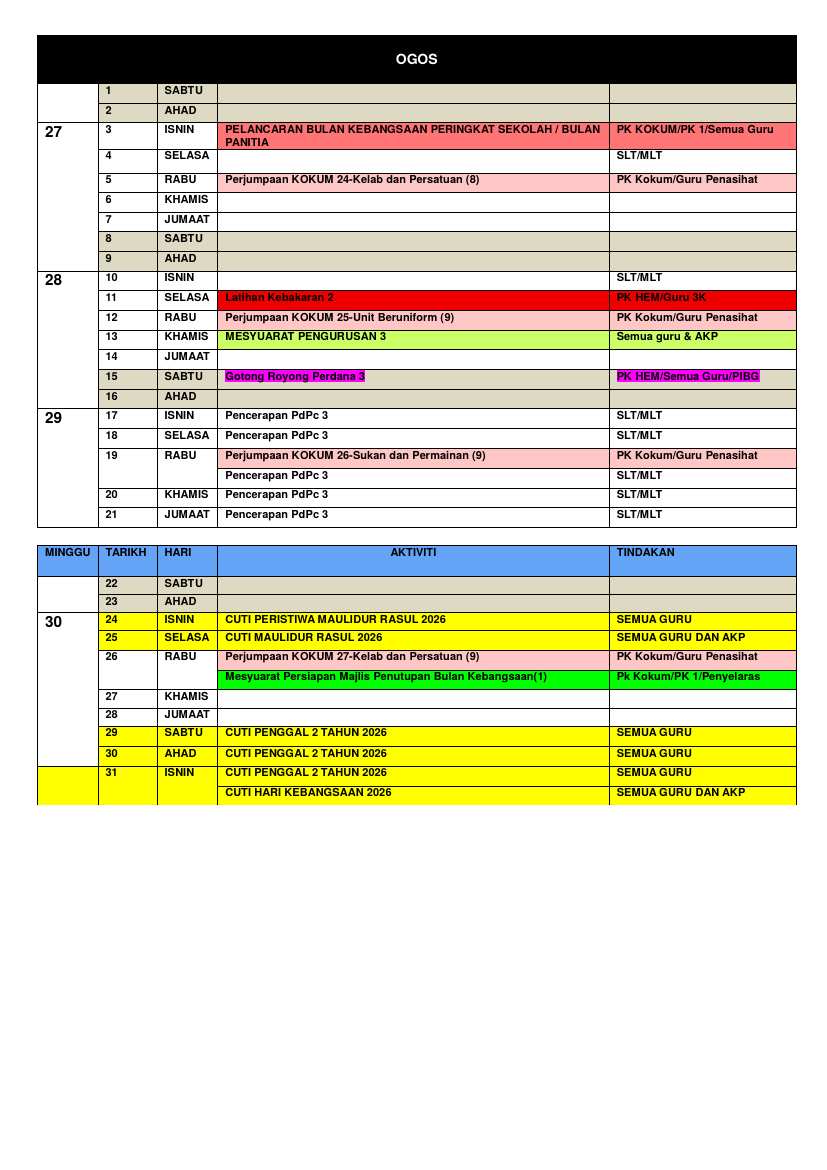 OGOS
1 SABTU
2 AHAD
27 3 ISNIN PELANCARAN BULAN KEBANGSAAN PERINGKAT SEKOLAH / BULAN PK KOKUM/PK 1/Semua Guru
PANITIA
4 SELASA SLT/MLT
5 RABU Perjumpaan KOKUM 24-Kelab dan Persatuan (8) PK Kokum/Guru Penasihat
6 KHAMIS
7 JUMAAT
8 SABTU
9 AHAD
28 10 ISNIN SLT/MLT
11 SELASA Latihan Kebakaran 2 PK HEM/Guru 3K
12 RABU Perjumpaan KOKUM 25-Unit Beruniform (9) PK Kokum/Guru Penasihat
13 KHAMIS MESYUARAT PENGURUSAN 3 Semua guru & AKP
14 JUMAAT
15 SABTU Gotong Royong Perdana 3 PK HEM/Semua Guru/PIBG
16 AHAD
29 17 ISNIN Pencerapan PdPc 3 SLT/MLT
18 SELASA Pencerapan PdPc 3 SLT/MLT
19 RABU Perjumpaan KOKUM 26-Sukan dan Permainan (9) PK Kokum/Guru Penasihat
Pencerapan PdPc 3 SLT/MLT
20 KHAMIS Pencerapan PdPc 3 SLT/MLT
21 JUMAAT Pencerapan PdPc 3 SLT/MLT
MINGGU TARIKH HARI AKTIVITI TINDAKAN
22 SABTU
23 AHAD
30 24 ISNIN CUTI PERISTIWA MAULIDUR RASUL 2026 SEMUA GURU
25 SELASA CUTI MAULIDUR RASUL 2026 SEMUA GURU DAN AKP
26 RABU Perjumpaan KOKUM 27-Kelab dan Persatuan (9) PK Kokum/Guru Penasihat
Mesyuarat Persiapan Majlis Penutupan Bulan Kebangsaan(1) Pk Kokum/PK 1/Penyelaras
27 KHAMIS
28 JUMAAT
29 SABTU CUTI PENGGAL 2 TAHUN 2026 SEMUA GURU
30 AHAD CUTI PENGGAL 2 TAHUN 2026 SEMUA GURU
31 ISNIN CUTI PENGGAL 2 TAHUN 2026 SEMUA GURU
CUTI HARI KEBANGSAAN 2026 SEMUA GURU DAN AKP